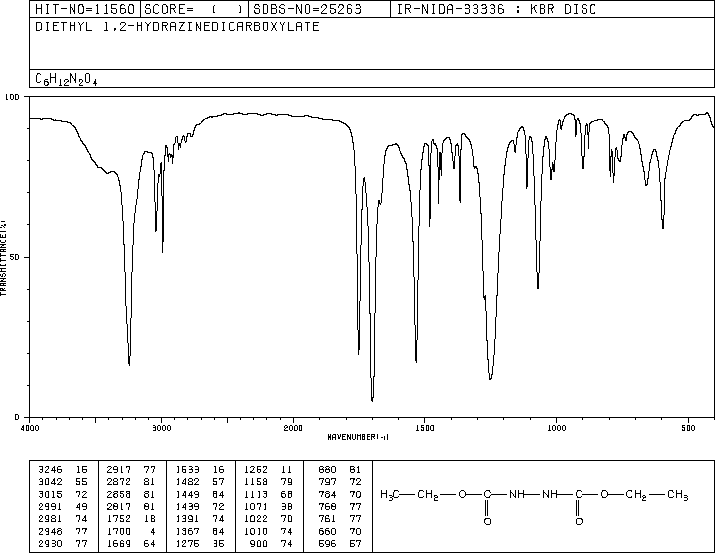 HIT-NO=11560 SCORE= ( ) SDBS-NO=25263 IR-NIDA-33336 : KBR DISC
DIETHYL 1,2-HYDRAZINEDICARBOXYLATE
C6H12N2O4
100
50
0
TRANSMITTANCE(%)
4000 3000 2000 1500 1000 500
WAVENUMBER(-1)
3246 16 2917 77 1533 16 1252 11 880 81
3042 55 2872 81 1482 57 1158 79 797 72
3015 72 2858 81 1449 84 1113 68 784 70
2991 49 2817 81 1439 72 1071 38 768 77
2981 74 1752 18 1391 74 1022 70 761 77
2946 77 1700 4 1367 84 1010 74 660 70
2930 77 1669 64 1275 36 900 74 596 57
H3C—CH2—O—C—NH—NH—C—O—CH2—CH3
O O